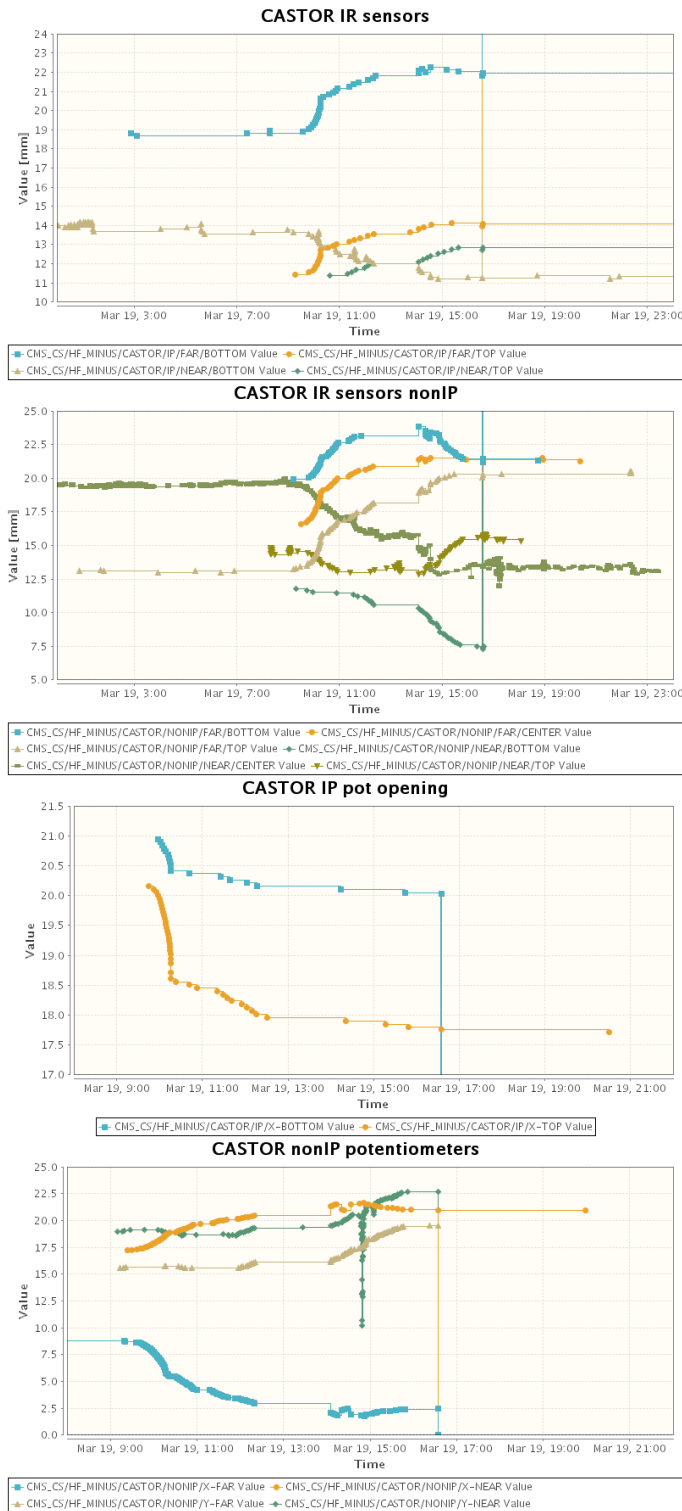 CASTOR IR sensors
24
23
22
21
20
19
18
17
16
15
14
13
12
11
10
Value [mm]
Mar 19, 3:00 Mar 19, 7:00 Mar 19, 11:00 Mar 19, 15:00 Mar 19, 19:00 Mar 19, 23:00
Time
CMS_CS/HF_MINUS/CASTOR/IP/FAR/BOTTOM Value CMS_CS/HF_MINUS/CASTOR/IP/FAR/TOP Value
CMS_CS/HF_MINUS/CASTOR/IP/NEAR/BOTTOM Value CMS_CS/HF_MINUS/CASTOR/IP/NEAR/TOP Value
CASTOR IR sensors nonIP
25.0
22.5
20.0
17.5
15.0
12.5
10.0
7.5
5.0
Value [mm]
Mar 19, 3:00 Mar 19, 7:00 Mar 19, 11:00 Mar 19, 15:00 Mar 19, 19:00 Mar 19, 23:00
Time
CMS_CS/HF_MINUS/CASTOR/NONIP/FAR/BOTTOM Value CMS_CS/HF_MINUS/CASTOR/NONIP/FAR/CENTER Value
CMS_CS/HF_MINUS/CASTOR/NONIP/FAR/TOP Value CMS_CS/HF_MINUS/CASTOR/NONIP/NEAR/BOTTOM Value
CMS_CS/HF_MINUS/CASTOR/NONIP/NEAR/CENTER Value CMS_CS/HF_MINUS/CASTOR/NONIP/NEAR/TOP Value
CASTOR IP pot opening
21.5
21.0
20.5
20.0
19.5
19.0
18.5
18.0
17.5
17.0
Value
Mar 19, 9:00 Mar 19, 11:00 Mar 19, 13:00 Mar 19, 15:00 Mar 19, 17:00 Mar 19, 19:00 Mar 19, 21:00
Time
CMS_CS/HF_MINUS/CASTOR/IP/X-BOTTOM Value CMS_CS/HF_MINUS/CASTOR/IP/X-TOP Value
CASTOR nonIP potentiometers
25.0
22.5
20.0
17.5
15.0
12.5
10.0
7.5
5.0
2.5
0.0
Value
Mar 19, 9:00 Mar 19, 11:00 Mar 19, 13:00 Mar 19, 15:00 Mar 19, 17:00 Mar 19, 19:00 Mar 19, 21:00
Time
CMS_CS/HF_MINUS/CASTOR/NONIP/X-FAR Value CMS_CS/HF_MINUS/CASTOR/NONIP/X-NEAR Value
CMS_CS/HF_MINUS/CASTOR/NONIP/Y-FAR Value CMS_CS/HF_MINUS/CASTOR/NONIP/Y-NEAR Value